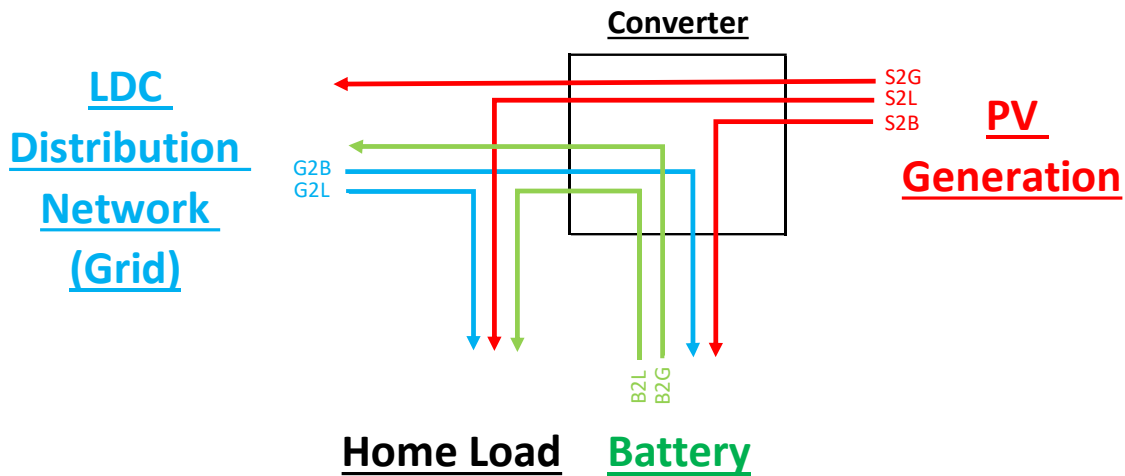 Converter
LDC
Distribution
Network
(Grid)
S2G
S2L
S2B
PV
Generation
G2B
G2L
B2L
B2G
Home Load
Battery